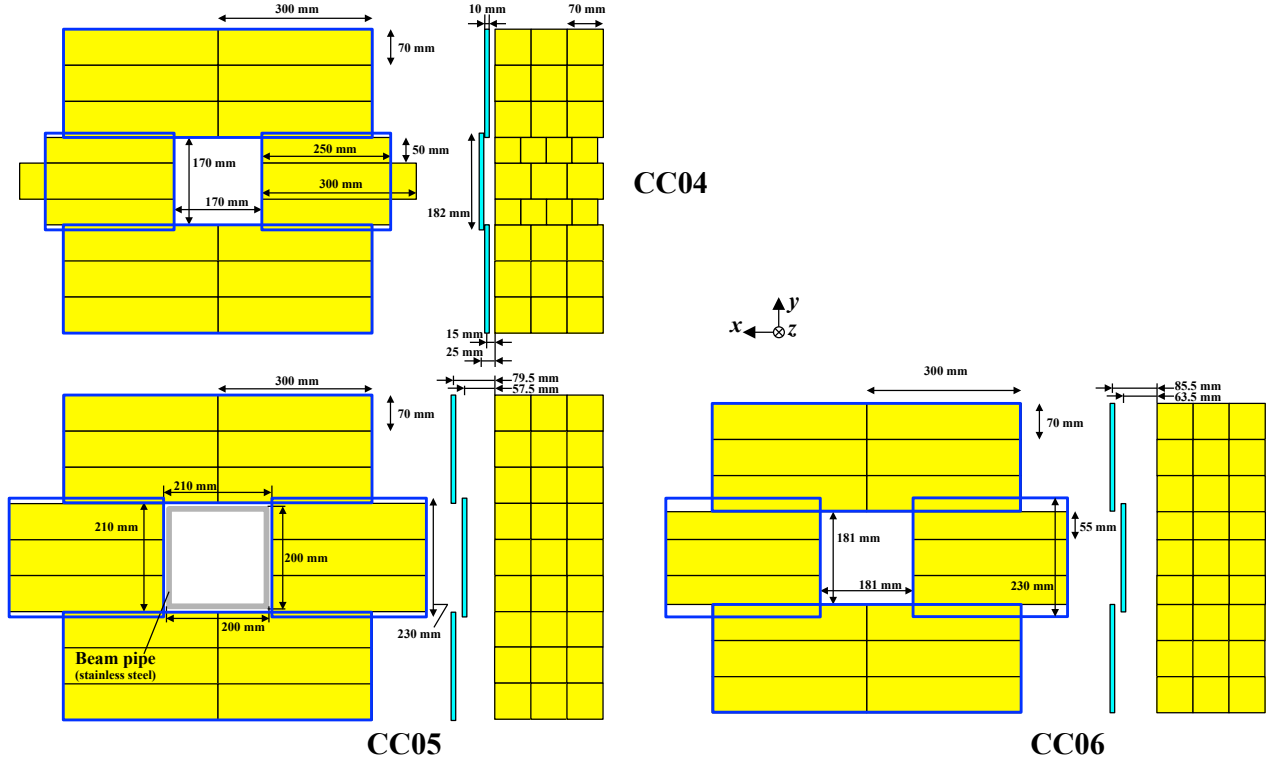 300 mm
10 mm
70 mm
70 mm
250 mm
50 mm
170 mm
300 mm
170 mm
182 mm
CC04
15 mm
25 mm
y
x
z
300 mm
79.5 mm
57.5 mm
70 mm
210 mm
210 mm
200 mm
200 mm
230 mm
Beam pipe
(stainless steel)
CC05
300 mm
85.5 mm
63.5 mm
70 mm
55 mm
181 mm
181 mm
230 mm
CC06